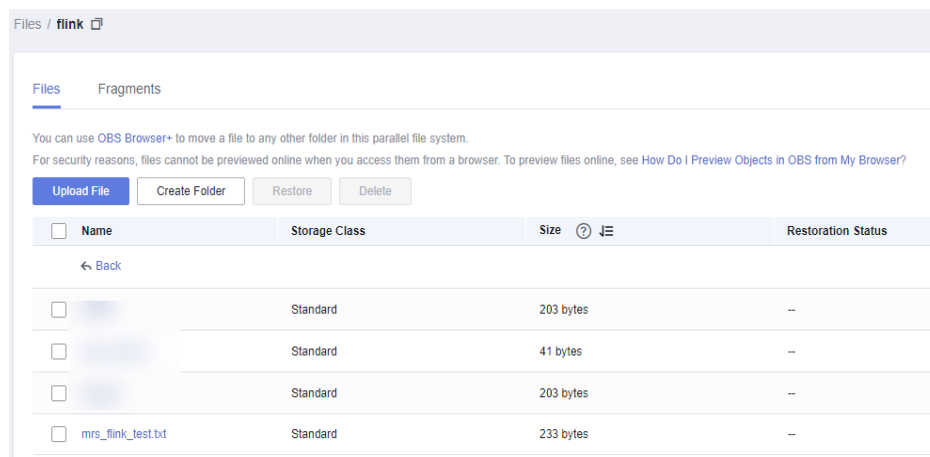 Files / flink
Files Fragments
You can use OBS Browser+ to move a file to any other folder in this parallel file system.
For security reasons, files cannot be previewed online when you access them from a browser. To preview files online, see How Do I Preview Objects in OBS from My Browser?
Upload File Create Folder Restore Delete
Name Storage Class Size ? Restoration Status
Back
Standard 203 bytes --
Standard 41 bytes --
Standard 203 bytes --
mrs_flink_test.txt Standard 233 bytes --